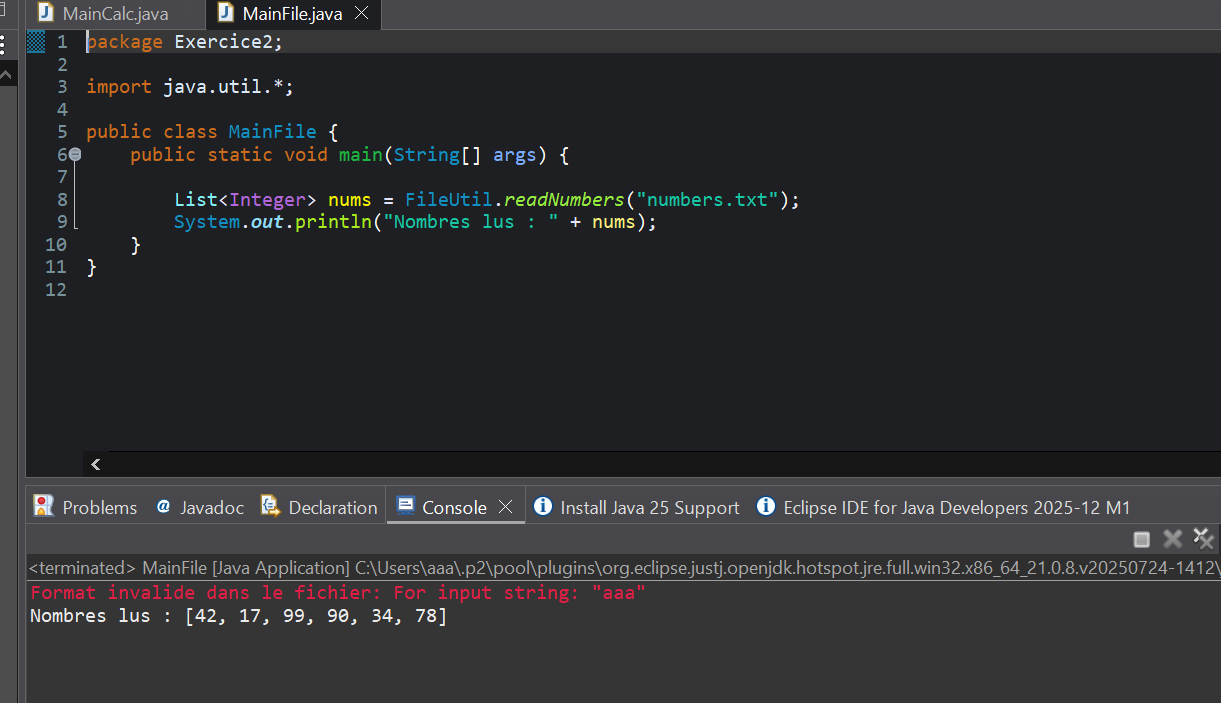 MainCalc.java MainFile.java
1 package Exercice2;
2
3 import java.util.*;
4
5 public class MainFile {
6 public static void main(String[] args) {
7
8 List<Integer> nums = FileUtil.readNumbers("numbers.txt");
9 System.out.println("Nombres lus : " + nums);
10 }
11 }
12
Problems @ Javadoc Declaration Console Install Java 25 Support Eclipse IDE for Java Developers 2025-12 M1
<terminated> MainFile [Java Application] C:\Users\aaa\.p2\pool\plugins\org.eclipse.justj.openjdk.hotspot.jre.full.win32.x86_64_21.0.8.v20250724-1412\
Format invalide dans le fichier: For input string: "aaa"
Nombres lus : [42, 17, 99, 90, 34, 78]